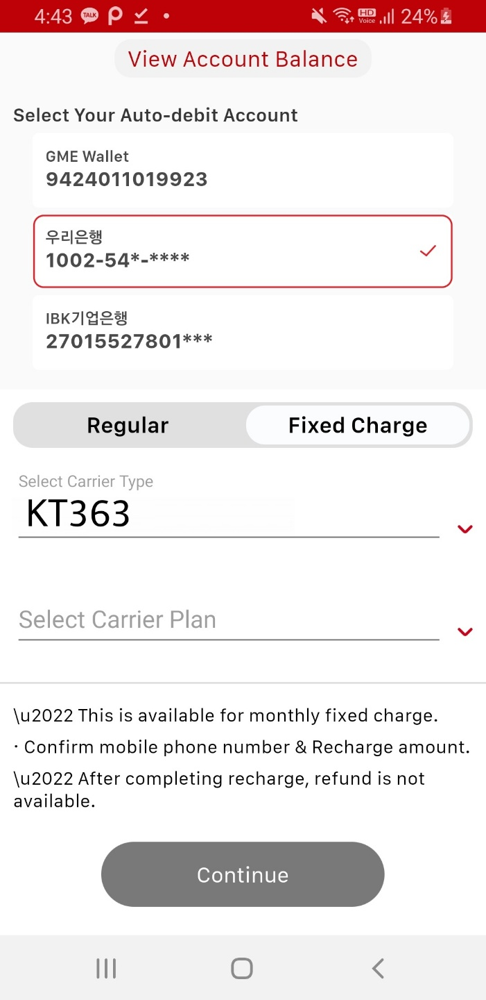 4:43 TALK HD Voice 24%
View Account Balance
Select Your Auto-debit Account
GME Wallet
9424011019923
우리은행
1002-54*-****
IBK기업은행
27015527801***
Regular Fixed Charge
Select Carrier Type
KT363
Select Carrier Plan
\u2022 This is available for monthly fixed charge.
· Confirm mobile phone number & Recharge amount.
\u2022 After completing recharge, refund is not
available.
Continue